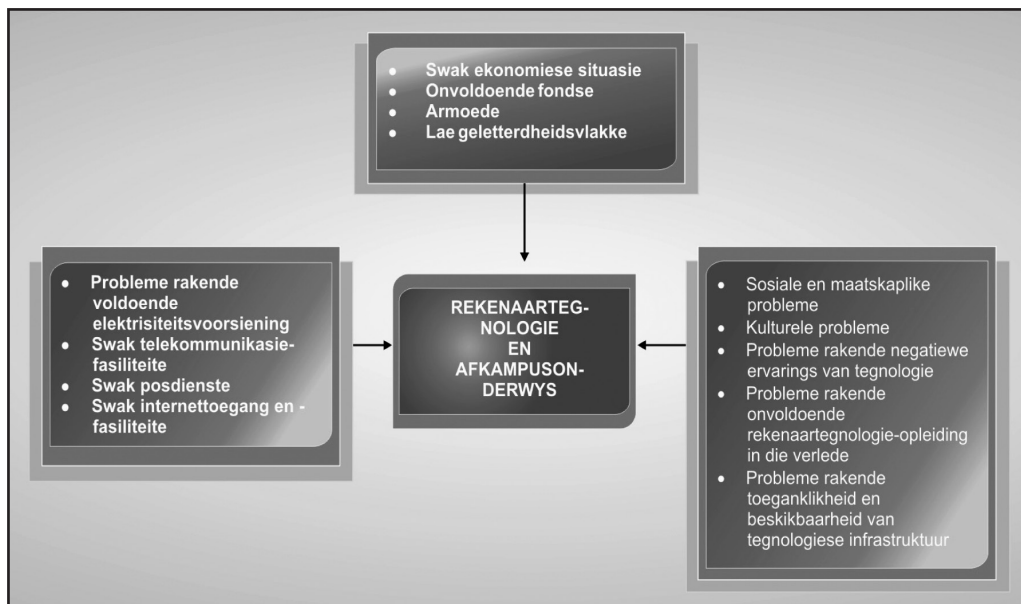 • Swak ekonomiese situasie
• Onvoldoende fondse
• Armoede
• Lae geletterdheidsvlakke
• Probleme rakende
voldoende
elektrisiteitsvoorsiening
• Swak telekommunikasie-
fasiliteite
• Swak posdienste
• Swak internettoegang en -
fasiliteite
REKENAARTEG-
NOLOGIE
EN
AFKAMPUSON-
DERWYS
• Sosiale en maatskaplike
probleme
• Kulturele probleme
• Probleme rakende negatiewe
ervarings van tegnologie
• Probleme rakende
onvoldoende
rekenaartegnologie-opleiding
in die verlede
• Probleme rakende
toeganklikheid en
beskikbaarheid van
tegnologiese infrastruktuur